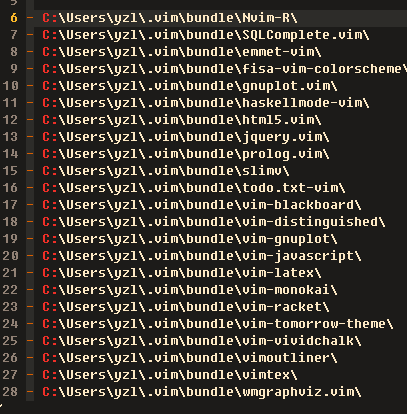 6 - C:\Users\yzl\.vim\bundle\Nvim-R\
7 - C:\Users\yzl\.vim\bundle\SQLComplete.vim\
8 - C:\Users\yzl\.vim\bundle\emmet-vim\
9 - C:\Users\yzl\.vim\bundle\fisa-vim-colorscheme\
10 - C:\Users\yzl\.vim\bundle\gnuplot.vim\
11 - C:\Users\yzl\.vim\bundle\haskellmode-vim\
12 - C:\Users\yzl\.vim\bundle\html5.vim\
13 - C:\Users\yzl\.vim\bundle\jquery.vim\
14 - C:\Users\yzl\.vim\bundle\prolog.vim\
15 - C:\Users\yzl\.vim\bundle\slimv\
16 - C:\Users\yzl\.vim\bundle\todo.txt-vim\
17 - C:\Users\yzl\.vim\bundle\vim-blackboard\
18 - C:\Users\yzl\.vim\bundle\vim-distinguished\
19 - C:\Users\yzl\.vim\bundle\vim-gnuplot\
20 - C:\Users\yzl\.vim\bundle\vim-javascript\
21 - C:\Users\yzl\.vim\bundle\vim-latex\
22 - C:\Users\yzl\.vim\bundle\vim-monokai\
23 - C:\Users\yzl\.vim\bundle\vim-racket\
24 - C:\Users\yzl\.vim\bundle\vim-tomorrow-theme\
25 - C:\Users\yzl\.vim\bundle\vim-vividchalk\
26 - C:\Users\yzl\.vim\bundle\vimoutliner\
27 - C:\Users\yzl\.vim\bundle\vimtex\
28 - C:\Users\yzl\.vim\bundle\wmgraphviz.vim\